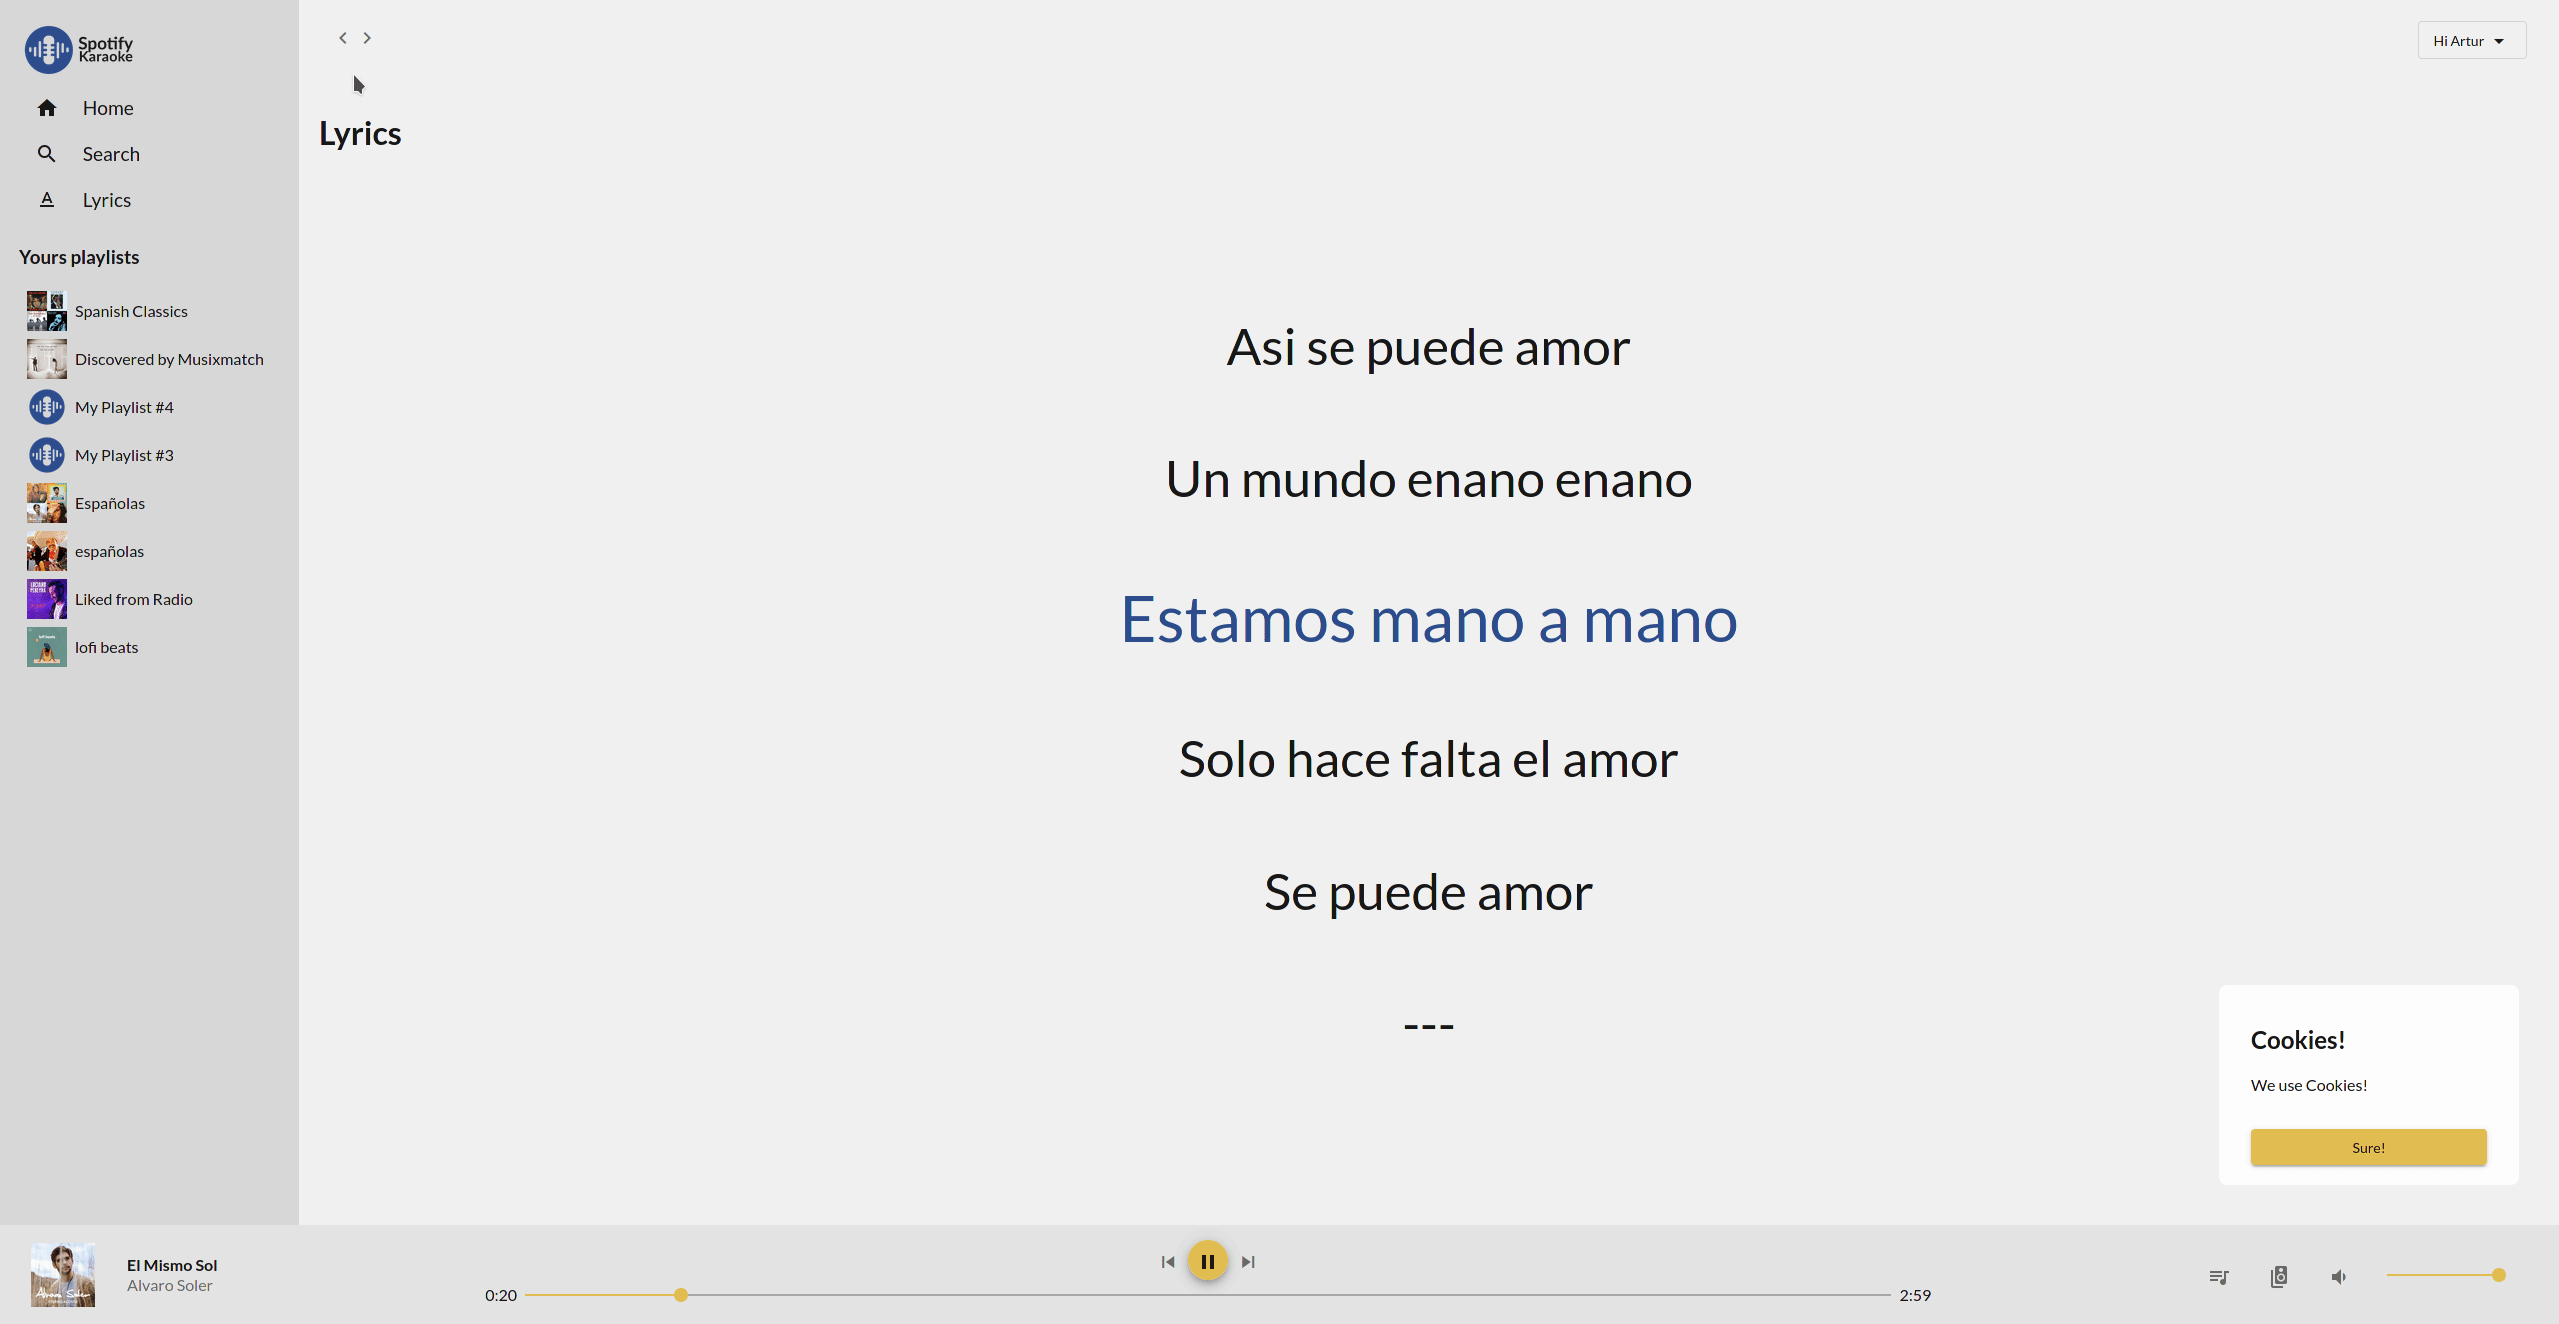 Spotify
Karaoke
Home
Search
Lyrics
Yours playlists
Spanish Classics
Discovered by Musixmatch
My Playlist #4
My Playlist #3
Españolas
españolas
Liked from Radio
lofi beats
Hi Artur
Lyrics
Asi se puede amor
Un mundo enano enano
Estamos mano a mano
Solo hace falta el amor
Se puede amor
---
Cookies!
We use Cookies!
Sure!
Alvaro Soler
El Mismo Sol
Alvaro Soler
0:20
2:59